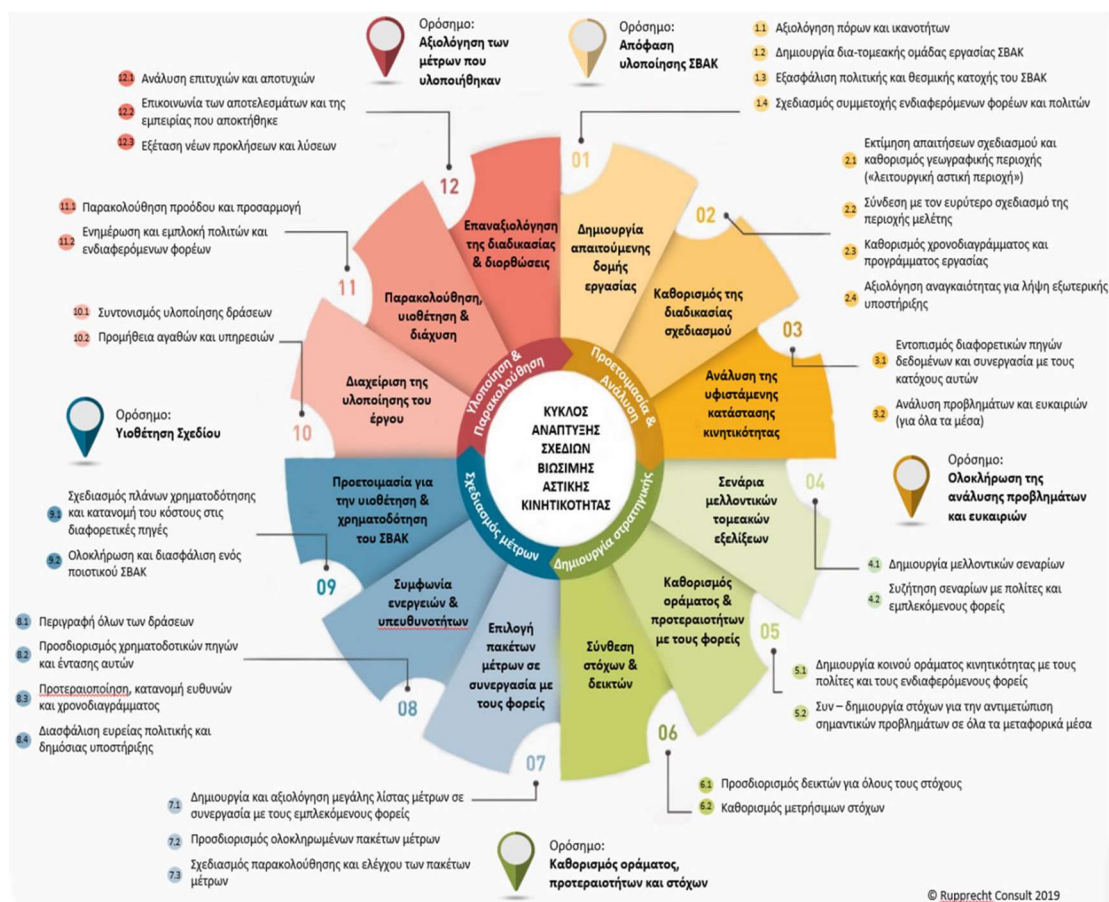 Ορόσημο:
Απόφαση
υλοποίησης ΣΒΑΚ
1.1 Αξιολόγηση πόρων και ικανοτήτων
1.2 Δημιουργία δια-τομεακής ομάδας εργασίας ΣΒΑΚ
1.3 Εξασφάλιση πολιτικής και θεσμικής κατοχής του ΣΒΑΚ
1.4 Σχεδιασμός συμμετοχής ενδιαφερόμενων φορέων και πολιτών
01
Δημιουργία
απαιτούμενης
δομής
εργασίας
2.1 Εκτίμηση απαιτήσεων σχεδιασμού και
καθορισμός γεωγραφικής περιοχής
(«λειτουργική αστική περιοχή»)
2.2 Σύνδεση με τον ευρύτερο σχεδιασμό της
περιοχής μελέτης
2.3 Καθορισμός χρονοδιαγράμματος και
προγράμματος εργασίας
2.4 Αξιολόγηση αναγκαιότητας για λήψη εξωτερικής
υποστήριξης
02
Καθορισμός της
διαδικασίας
σχεδιασμού
03
Ανάλυση της
υφιστάμενης
κατάστασης
κινητικότητας
3.1 Εντοπισμός διαφορετικών πηγών
δεδομένων και συνεργασία με τους
κατόχους αυτών
3.2 Ανάλυση προβλημάτων και ευκαιριών
(για όλα τα μέσα)
Ορόσημο:
Ολοκλήρωση της
ανάλυσης προβλημάτων
και ευκαιριών
04
Σενάρια
μελλοντικών
τομεακών
εξελίξεων
4.1 Δημιουργία μελλοντικών σεναρίων
4.2 Συζήτηση σεναρίων με πολίτες και
εμπλεκόμενους φορείς
05
Καθορισμός
οράματος &
προτεραιοτήτων
με τους φορείς
5.1 Δημιουργία κοινού οράματος κινητικότητας με τους
πολίτες και τους ενδιαφερόμενους φορείς
5.2 Συν – δημιουργία στόχων για την αντιμετώπιση
σημαντικών προβλημάτων σε όλα τα μεταφορικά μέσα
06
Σύνθεση
στόχων &
δεικτών
6.1 Προσδιορισμός δεικτών για όλους τους στόχους
6.2 Καθορισμός μετρήσιμων στόχων
Ορόσημο:
Καθορισμός οράματος,
προτεραιοτήτων και στόχων
07
Επιλογή
πακέτων
μέτρων σε
συνεργασία με
τους φορείς
7.1 Δημιουργία και αξιολόγηση μεγάλης λίστας μέτρων σε
συνεργασία με τους εμπλεκόμενους φορείς
7.2 Προσδιορισμός ολοκληρωμένων πακέτων μέτρων
7.3 Σχεδιασμός παρακολούθησης και ελέγχου των πακέτων
μέτρων
08
Συμφωνία
ενεργειών &
υπευθυνοτήτων
8.1 Περιγραφή όλων των δράσεων
8.2 Προσδιορισμός χρηματοδοτικών πηγών
και έντασης αυτών
8.3 Προτεραιοποίηση, κατανομή ευθυνών
και χρονοδιαγράμματος
8.4 Διασφάλιση ευρείας πολιτικής και
δημόσιας υποστήριξης
09
Προετοιμασία για
την υιοθέτηση &
χρηματοδότηση
του ΣΒΑΚ
9.1 Σχεδιασμός πλάνων χρηματοδότησης
και κατανομή του κόστους στις
διαφορετικές πηγές
9.2 Ολοκλήρωση και διασφάλιση ενός
ποιοτικού ΣΒΑΚ
Ορόσημο:
Υιοθέτηση Σχεδίου
10
Διαχείριση της
υλοποίησης του
έργου
10.1 Συντονισμός υλοποίησης δράσεων
10.2 Προμήθεια αγαθών και υπηρεσιών
11
Παρακολούθηση,
υιοθέτηση &
διάχυση
11.1 Παρακολούθηση προόδου και προσαρμογή
11.2 Ενημέρωση και εμπλοκή πολιτών και
ενδιαφερόμενων φορέων
12
Επαναξιολόγηση
της διαδικασίας
& διορθώσεις
12.1 Ανάλυση επιτυχιών και αποτυχιών
12.2 Επικοινωνία των αποτελεσμάτων και της
εμπειρίας που αποκτήθηκε
12.3 Εξέταση νέων προκλήσεων και λύσεων
Ορόσημο:
Αξιολόγηση των
μέτρων που
υλοποιήθηκαν
Προετοιμασία &
Ανάλυση
Δημιουργία στρατηγικής
Σχεδιασμός μέτρων
Υλοποίηση &
Παρακολούθηση
ΚΥΚΛΟΣ
ΑΝΑΠΤΥΞΗΣ
ΣΧΕΔΙΩΝ
ΒΙΩΣΙΜΗΣ
ΑΣΤΙΚΗΣ
ΚΙΝΗΤΙΚΟΤΗΤΑΣ
© Rupprecht Consult 2019